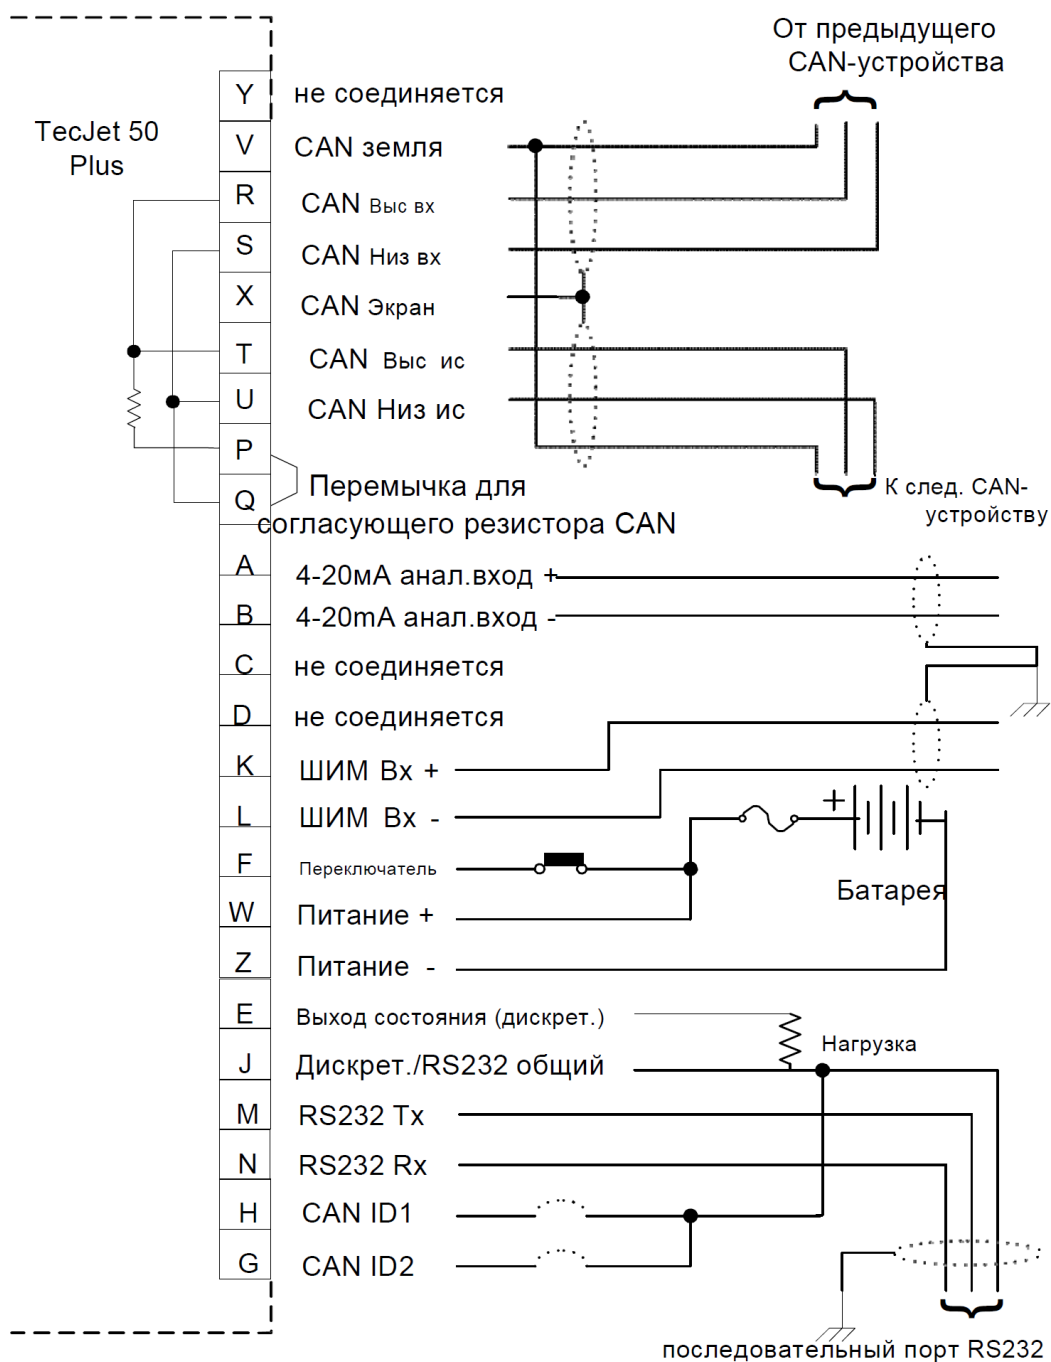 От предыдущего
CAN-устройства
TecJet 50
Plus
Y не соединяется
V CAN земля
R CAN Выс вх
S CAN Низ вх
X CAN Экран
T CAN Выс ис
U CAN Низ ис
P
Q
Перемычка для
согласующего резистора CAN
К след. CAN-
устройству
A 4-20мА анал.вход +
B 4-20mA анал.вход -
C не соединяется
D не соединяется
K ШИМ Вх +
L ШИМ Вх -
+
F Переключатель
Батарея
W Питание +
Z Питание -
E Выход состояния (дискрет.)
Нагрузка
J Дискрет./RS232 общий
M RS232 Tx
N RS232 Rx
H CAN ID1
G CAN ID2
последовательный порт RS232